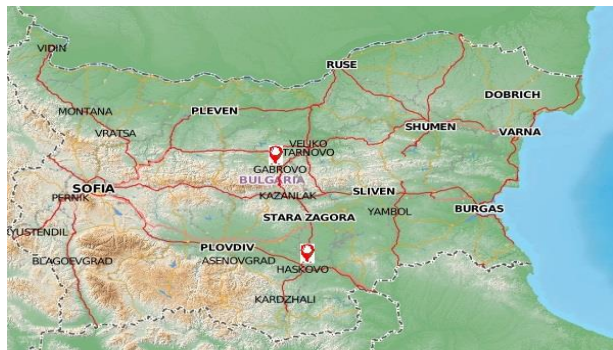 VIDIN
RUSE
DOBRICH
MONTANA
PLEVEN
VRATSA
SHUMEN
VARNA
VELIKO
TARNOVO
GABROVO
BULGARIA
SOFIA
PERNIK
KAZANLAK
SLIVEN
YAMBOL
BURGAS
STARA ZAGORA
YUSTENDIL
PLOVDIV
BLAGOEVGRAD
ASENOVGRAD
HASKOVO
KARDZHALI